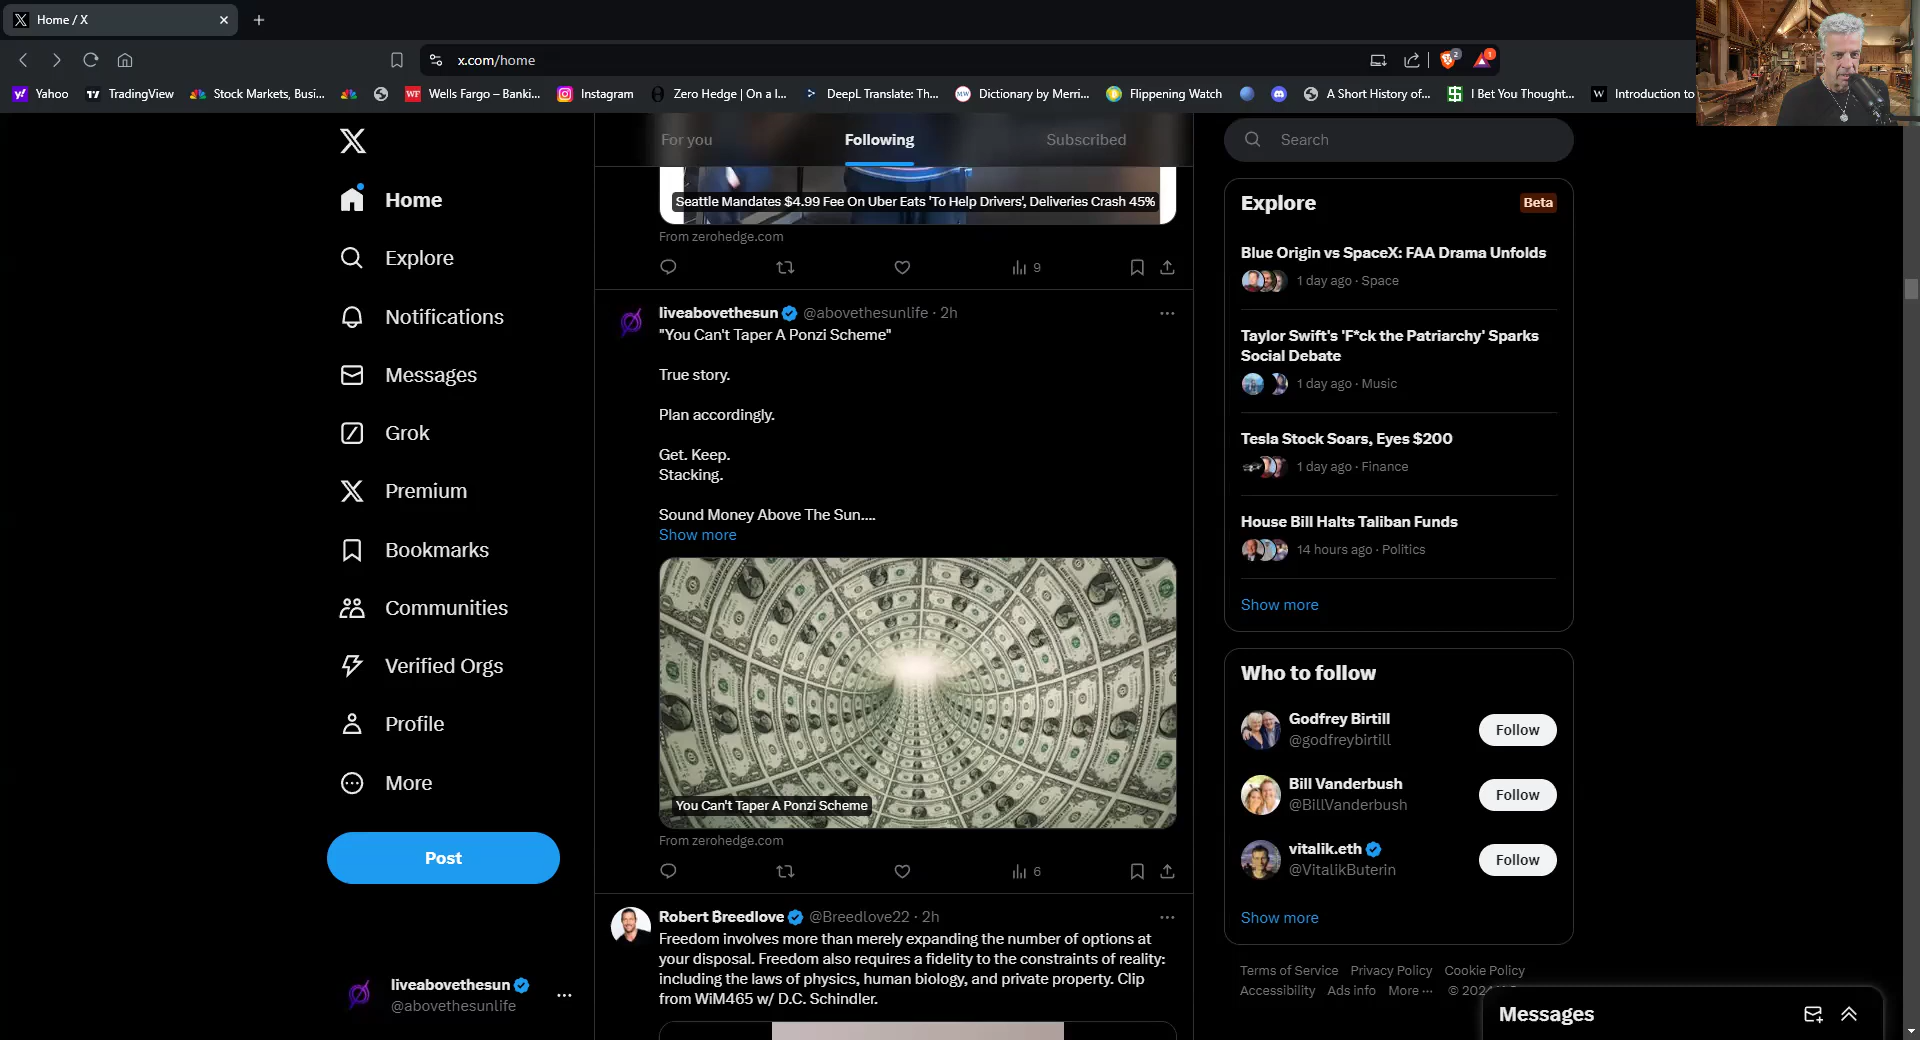 Home / X
x.com/home
2
1
Yahoo
TradingView
Stock Markets, Busi...
WF
Wells Fargo – Banki...
Instagram
Zero Hedge | On a l...
DeepL Translate: Th...
MW
Dictionary by Merri...
Flippening Watch
A Short History of...
I Bet You Thought...
W
Introduction to
Home
Explore
Notifications
Messages
Grok
Premium
Bookmarks
Communities
Verified Orgs
Profile
More
Post
liveabovethesun
@abovethesunlife
For you
Following
Subscribed
Seattle Mandates $4.99 Fee On Uber Eats 'To Help Drivers', Deliveries Crash 45%
From zerohedge.com
9
liveabovethesun @abovethesunlife · 2h
"You Can't Taper A Ponzi Scheme"
True story.
Plan accordingly.
Get. Keep.
Stacking.
Sound Money Above The Sun....
Show more
You Can't Taper A Ponzi Scheme
From zerohedge.com
6
Robert ₿reedlove @Breedlove22 · 2h
Freedom involves more than merely expanding the number of options at
your disposal. Freedom also requires a fidelity to the constraints of reality:
including the laws of physics, human biology, and private property. Clip
from WiM465 w/ D.C. Schindler.
Search
Explore
Beta
Blue Origin vs SpaceX: FAA Drama Unfolds
1 day ago · Space
Taylor Swift's 'F*ck the Patriarchy' Sparks
Social Debate
1 day ago · Music
Tesla Stock Soars, Eyes $200
1 day ago · Finance
House Bill Halts Taliban Funds
14 hours ago · Politics
Show more
Who to follow
Godfrey Birtill
@godfreybirtill
Follow
Bill Vanderbush
@BillVanderbush
Follow
vitalik.eth
@VitalikButerin
Follow
Show more
Terms of Service Privacy Policy Cookie Policy
Accessibility Ads info More ··· © 2024
Messages